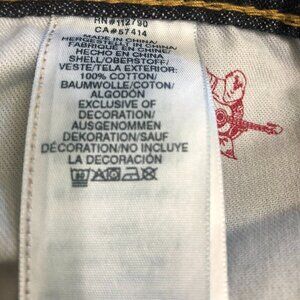 RN#112790
CA#57414
MADE IN CHINA/
FABRIQUÉ EN CHINE/
HECHO EN CHINA
SHELL/OBERSTOFF/
VESTE/TELA EXTERIOR:
100% COTTON/
BAUMWOLLE/COTON/
ALGODÓN
EXCLUSIVE OF
DECORATION/
AUSGENOMMEN
DEKORATION/SAUF
DÉCORATION/NO INCLUYE
LA DECORACIÓN